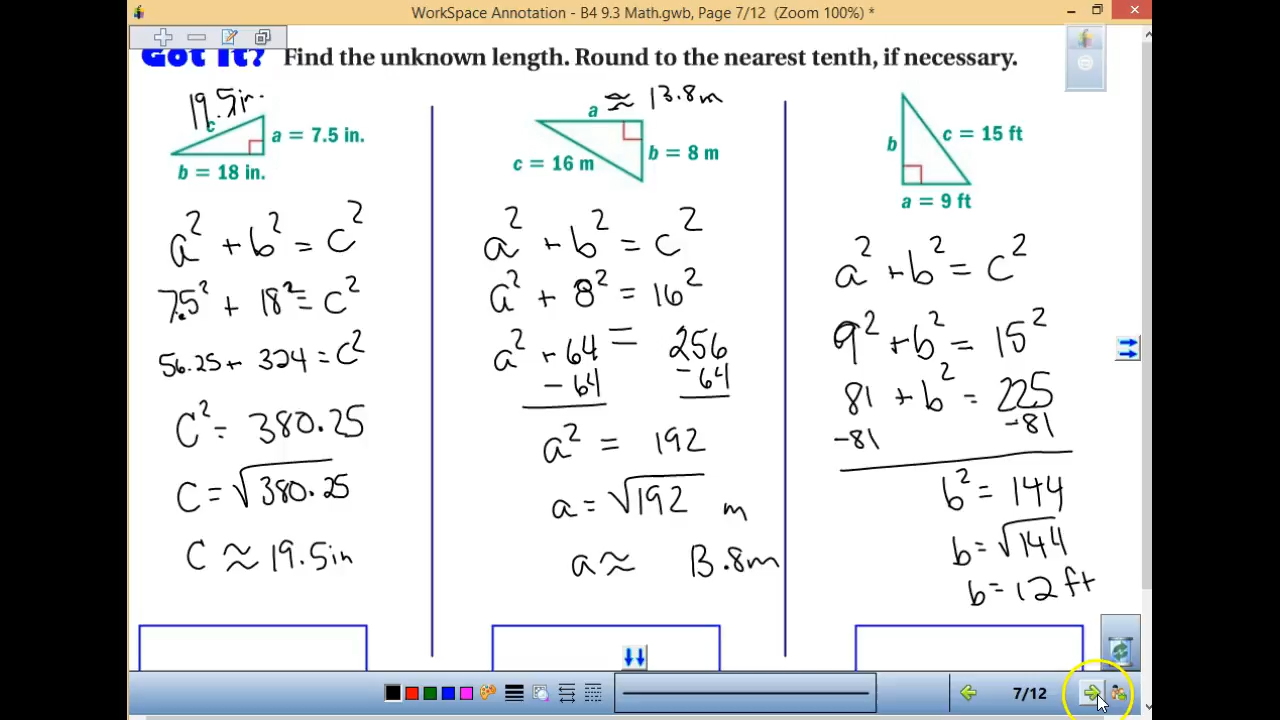 WorkSpace Annotation - B4 9.3 Math.gwb, Page 7/12 (Zoom 100%) *
Got It? Find the unknown length. Round to the nearest tenth, if necessary.
19.5in.
c
a = 7.5 in.
b = 18 in.
a² + b² = c²
7.5² + 18² = c²
56.25 + 324 = c²
c² = 380.25
c = √380.25
c ≈ 19.5in
a ≈ 13.8m
c = 16 m
b = 8 m
a² + b² = c²
a² + 8² = 16²
a² + 64 = 256
- 64 - 64
a² = 192
a = √192 m
a ≈ 13.8m
b
c = 15 ft
a = 9 ft
a² + b² = c²
9² + b² = 15²
81 + b² = 225
-81 -81
b² = 144
b = √144
b = 12 ft
7/12